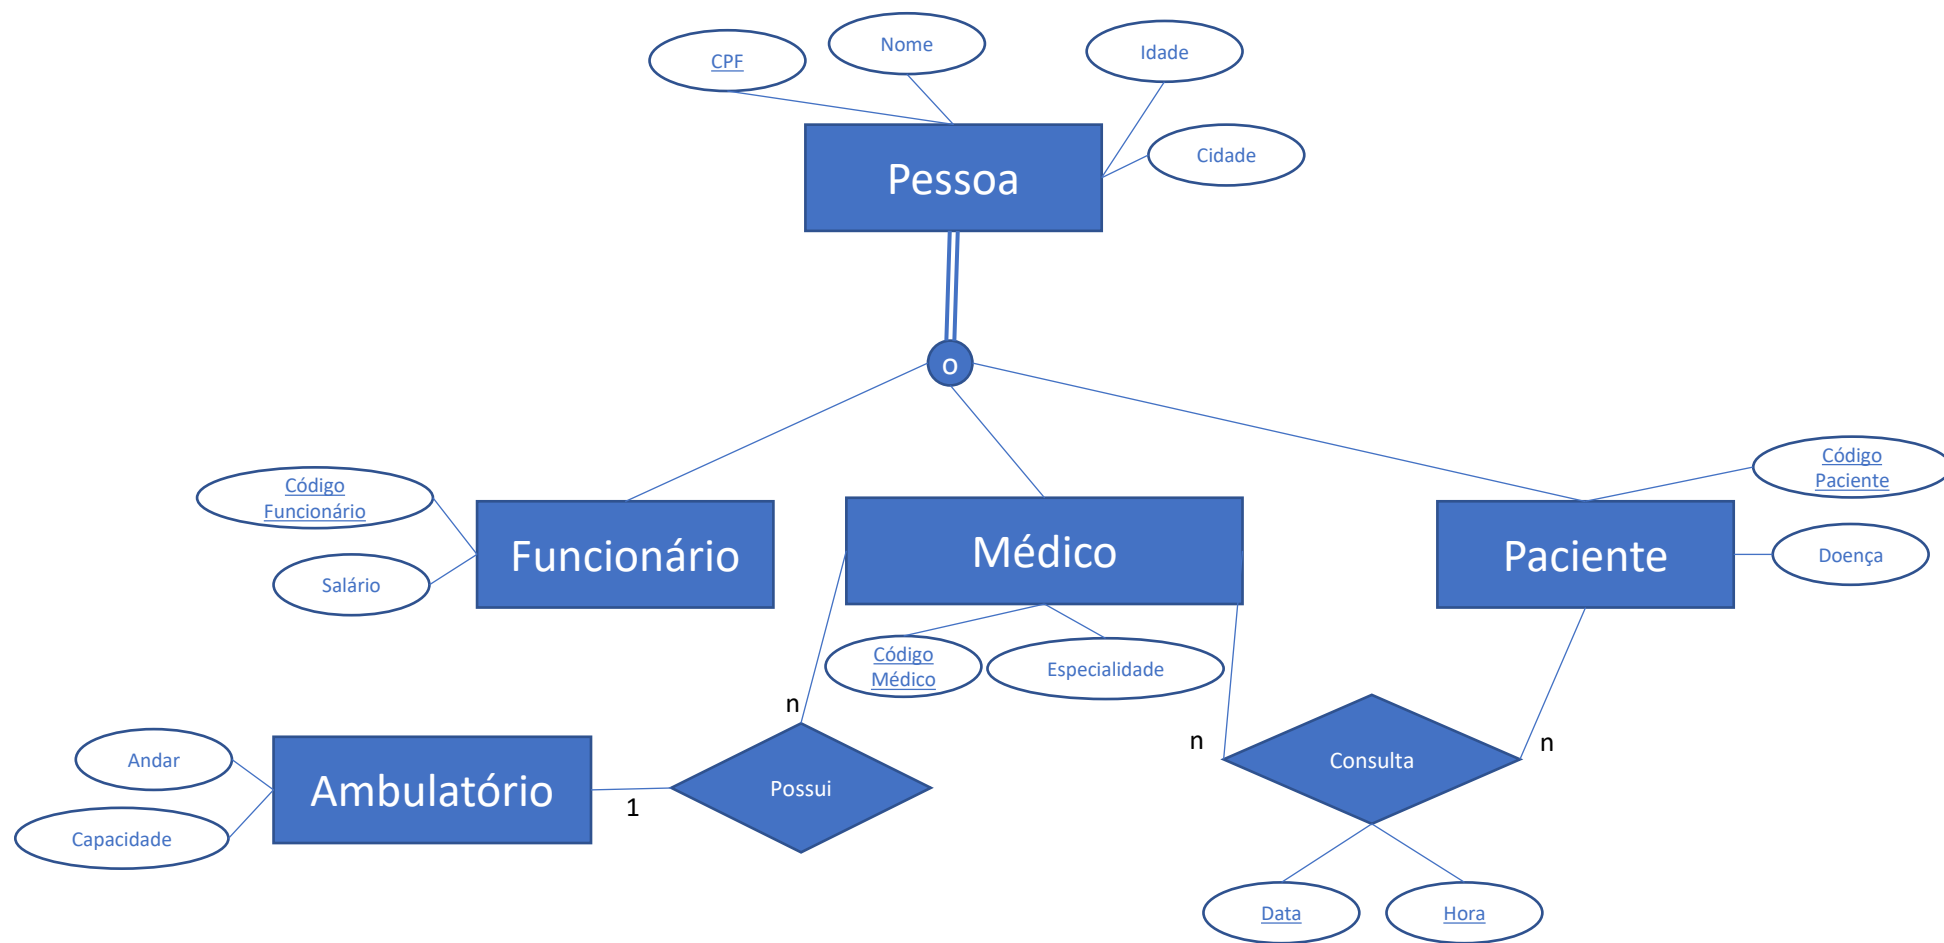 CPF
Nome
Idade
Cidade
Pessoa
o
Código
Funcionário
Salário
Funcionário
Médico
Paciente
Código
Paciente
Doença
Código
Médico
Especialidade
n
n
n
Andar
Capacidade
Ambulatório
1
Possui
Consulta
Data
Hora